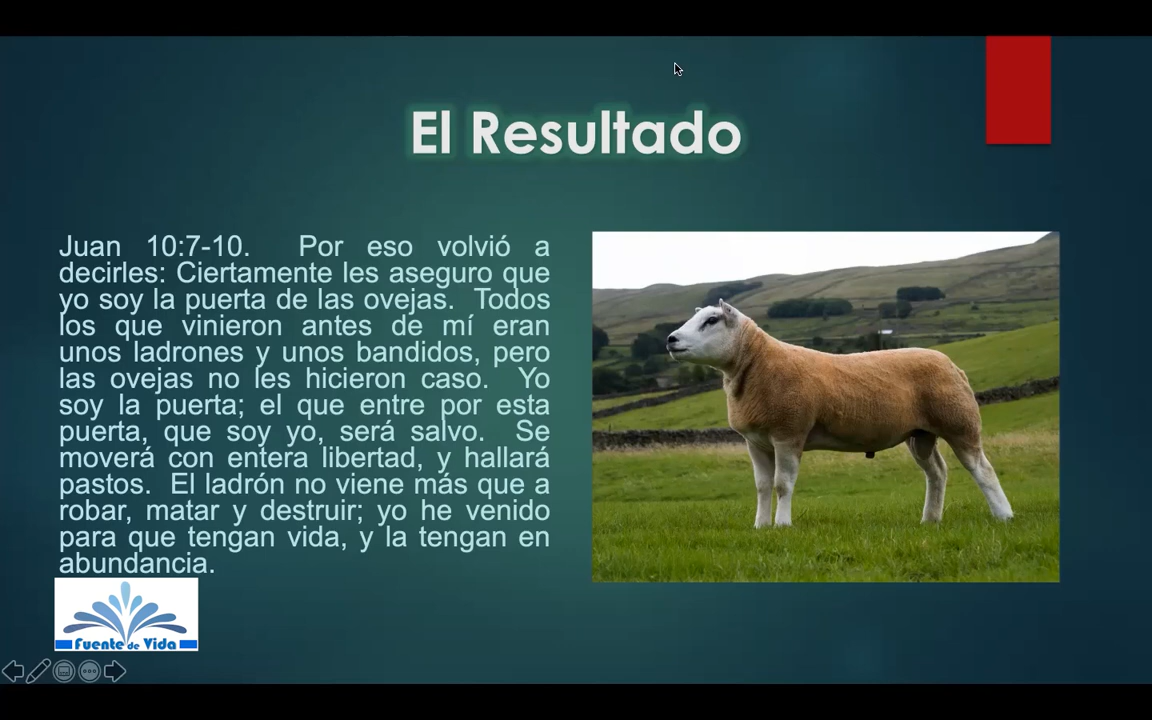 El Resultado
Juan 10:7-10. Por eso volvió a
decirles: Ciertamente les aseguro que
yo soy la puerta de las ovejas. Todos
los que vinieron antes de mí eran
unos ladrones y unos bandidos, pero
las ovejas no les hicieron caso. Yo
soy la puerta; el que entre por esta
puerta, que soy yo, será salvo. Se
moverá con entera libertad, y hallará
pastos. El ladrón no viene más que a
robar, matar y destruir; yo he venido
para que tengan vida, y la tengan en
abundancia.
Fuente de Vida